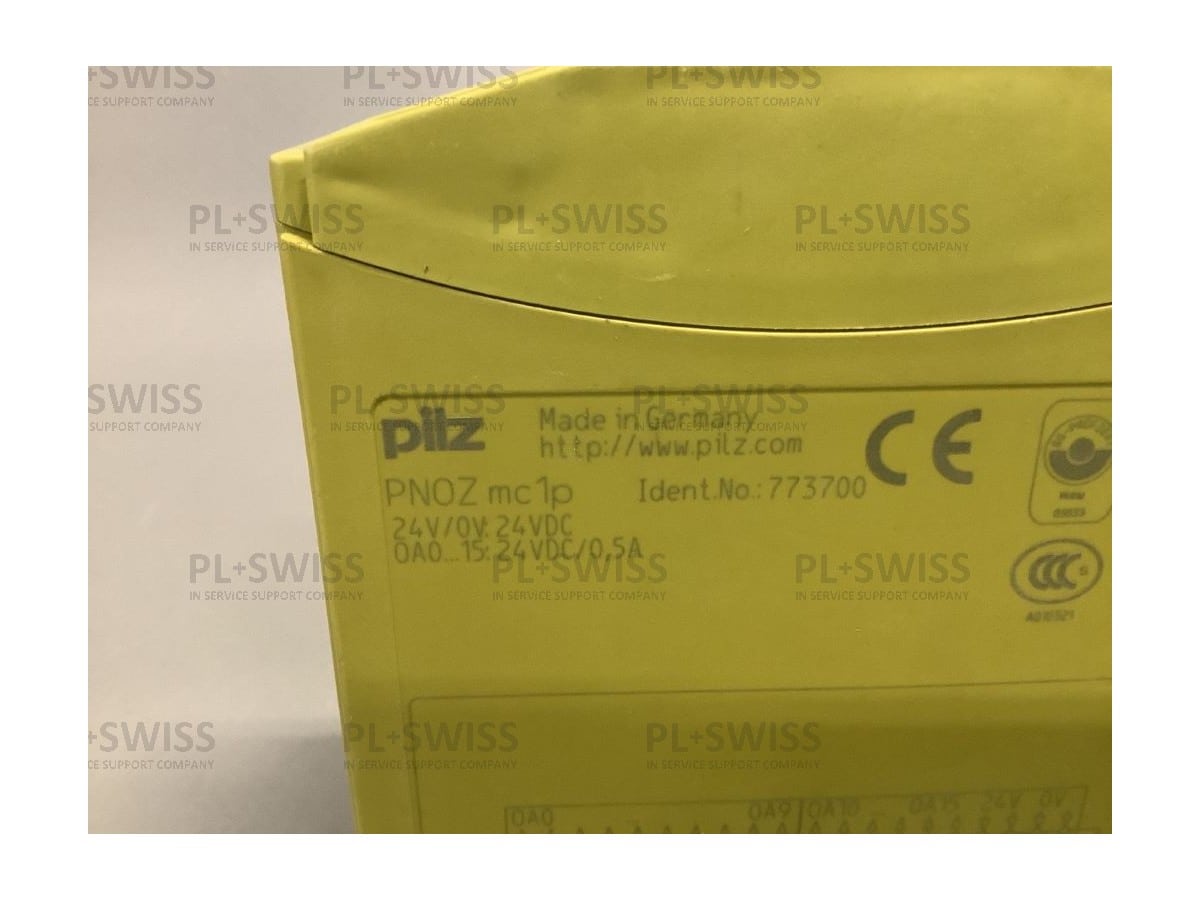 pilz
Made in Germany
http://www.pilz.com
PNOZ mc1p Ident.No.: 773700
24V/0V: 24VDC
OA0...15: 24VDC/0,5A
CE
CCC S
OA0 OA9 OA10 _ OA15 24V 0V
PL+SWISS
IN SERVICE SUPPORT COMPANY